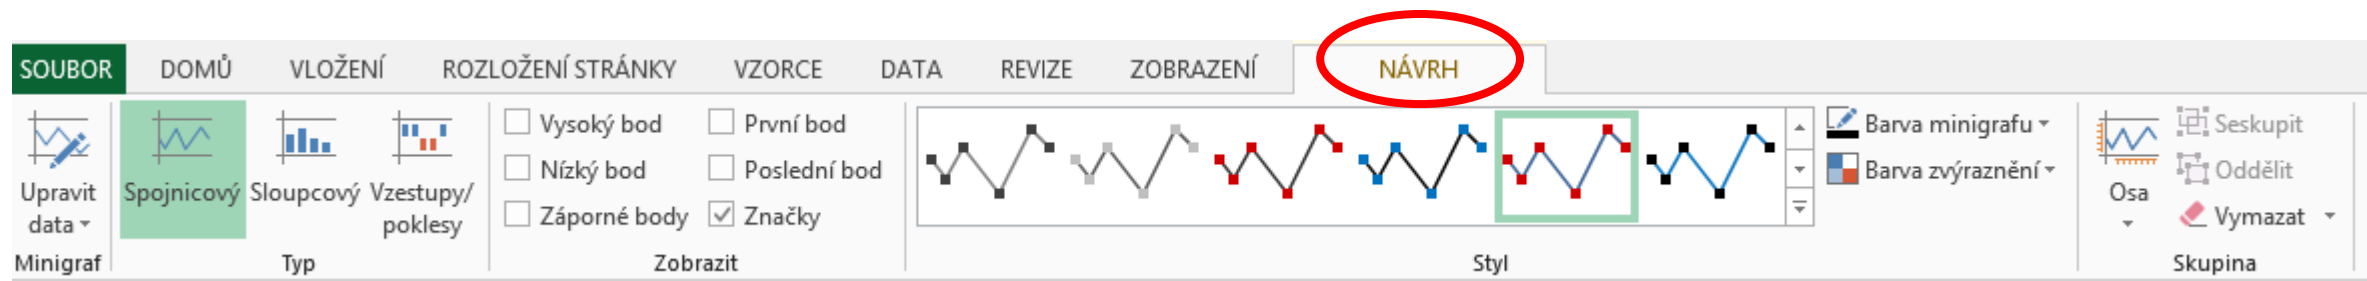 SOUBOR DOMŮ VLOŽENÍ ROZLOŽENÍ STRÁNKY VZORCE DATA REVIZE ZOBRAZENÍ NÁVRH
Upravit
data
Minigraf
Spojnicový
Sloupcový
Vzestupy/
poklesy
Typ
Vysoký bod
Nízký bod
Záporné body
První bod
Poslední bod
Značky
Zobrazit
Barva minigrafu
Barva zvýraznění
Styl
Osa
Seskupit
Oddělit
Vymazat
Skupina